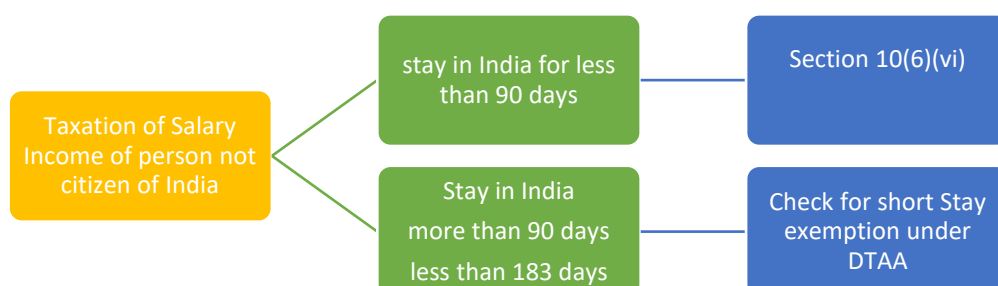 Taxation of Salary
Income of person not
citizen of India
stay in India for less
than 90 days
Section 10(6)(vi)
Stay in India
more than 90 days
less than 183 days
Check for short Stay
exemption under
DTAA